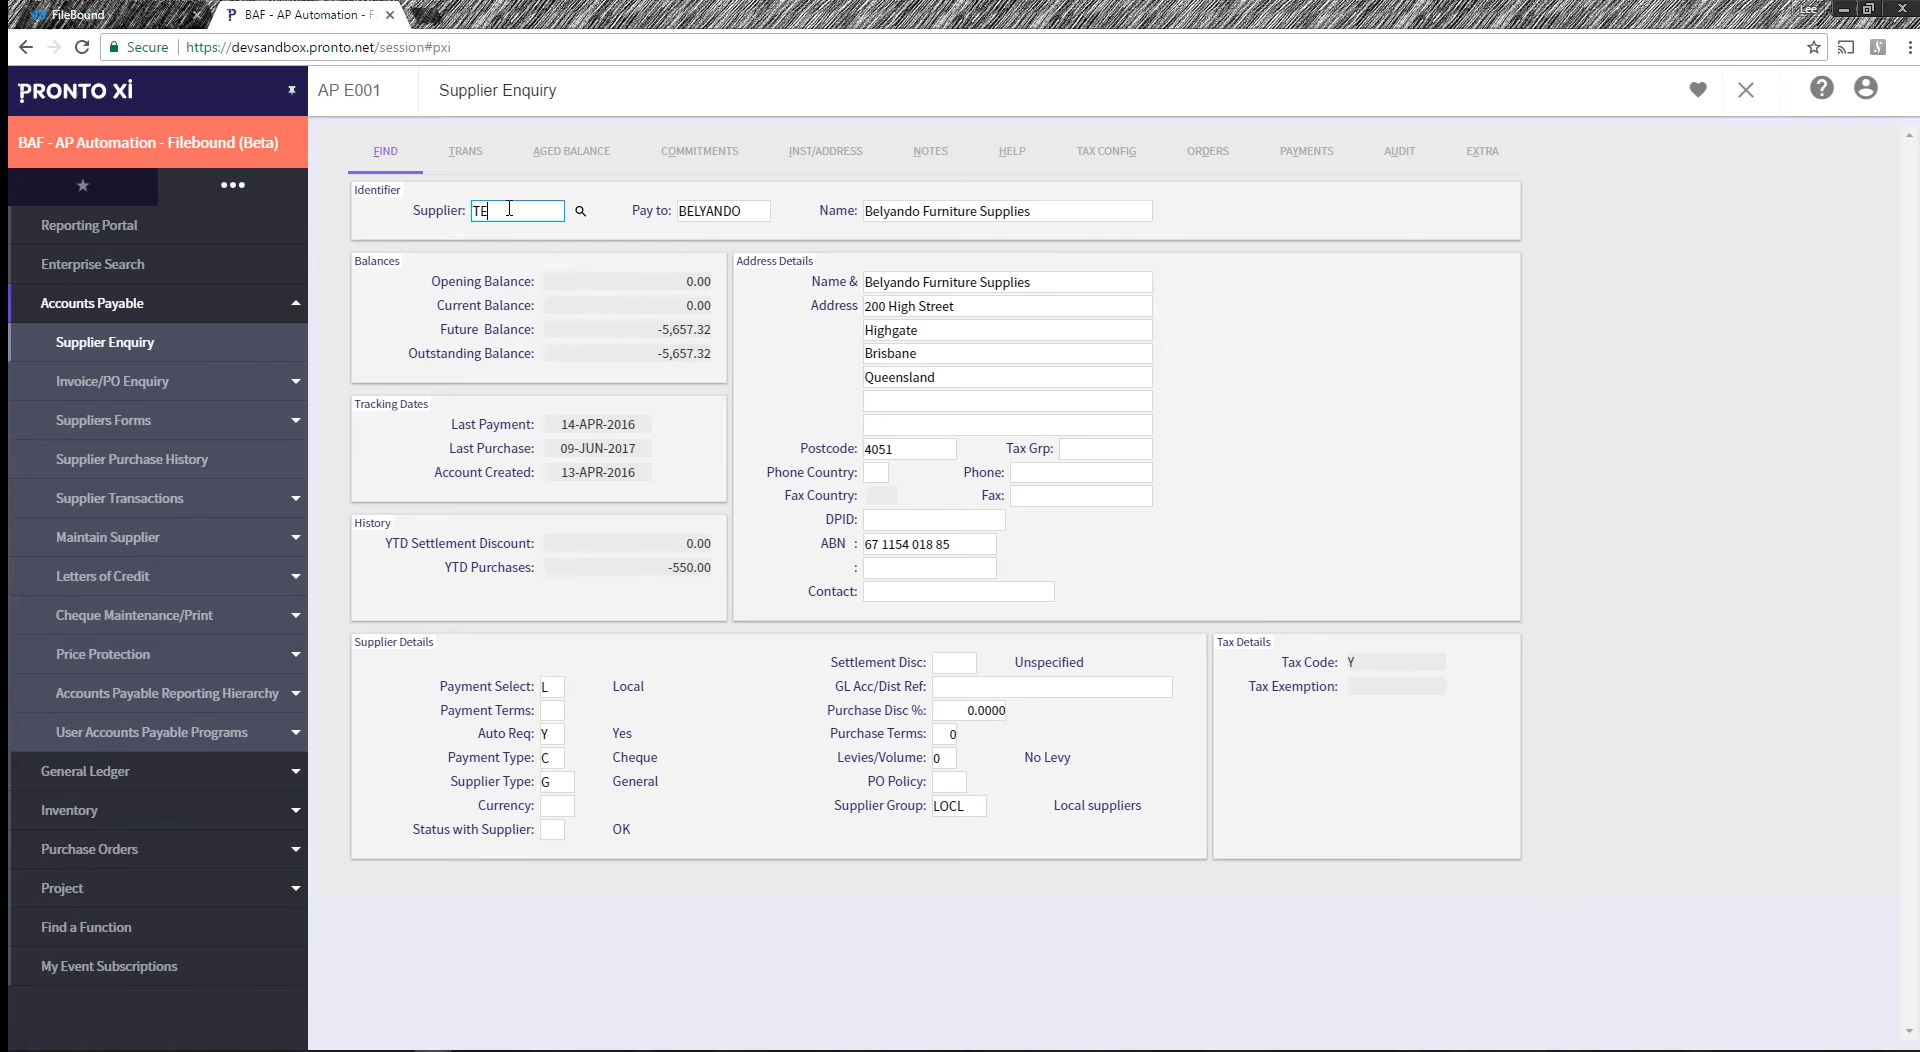 FileBound
BAF - AP Automation - F
Lee
Secure https://devsandbox.pronto.net/session#pxi
PRONTO Xi
AP E001 Supplier Enquiry
BAF - AP Automation - Filebound (Beta)
Reporting Portal
Enterprise Search
Accounts Payable
Supplier Enquiry
Invoice/PO Enquiry
Suppliers Forms
Supplier Purchase History
Supplier Transactions
Maintain Supplier
Letters of Credit
Cheque Maintenance/Print
Price Protection
Accounts Payable Reporting Hierarchy
User Accounts Payable Programs
General Ledger
Inventory
Purchase Orders
Project
Find a Function
My Event Subscriptions
FIND TRANS AGED BALANCE COMMITMENTS INST/ADDRESS NOTES HELP TAX CONFIG ORDERS PAYMENTS AUDIT EXTRA
Identifier
Supplier: TE Pay to: BELYANDO Name: Belyando Furniture Supplies
Balances
Opening Balance: 0.00
Current Balance: 0.00
Future Balance: -5,657.32
Outstanding Balance: -5,657.32
Tracking Dates
Last Payment: 14-APR-2016
Last Purchase: 09-JUN-2017
Account Created: 13-APR-2016
History
YTD Settlement Discount: 0.00
YTD Purchases: -550.00
Address Details
Name & Belyando Furniture Supplies
Address 200 High Street
Highgate
Brisbane
Queensland
Postcode: 4051 Tax Grp:
Phone Country: Phone:
Fax Country: Fax:
DPID:
ABN : 67 1154 018 85
:
Contact:
Supplier Details
Payment Select: L Local
Payment Terms:
Auto Req: Y Yes
Payment Type: C Cheque
Supplier Type: G General
Currency:
Status with Supplier: OK
Settlement Disc: Unspecified
GL Acc/Dist Ref:
Purchase Disc %: 0.0000
Purchase Terms: 0
Levies/Volume: 0 No Levy
PO Policy:
Supplier Group: LOCL Local suppliers
Tax Details
Tax Code: Y
Tax Exemption: